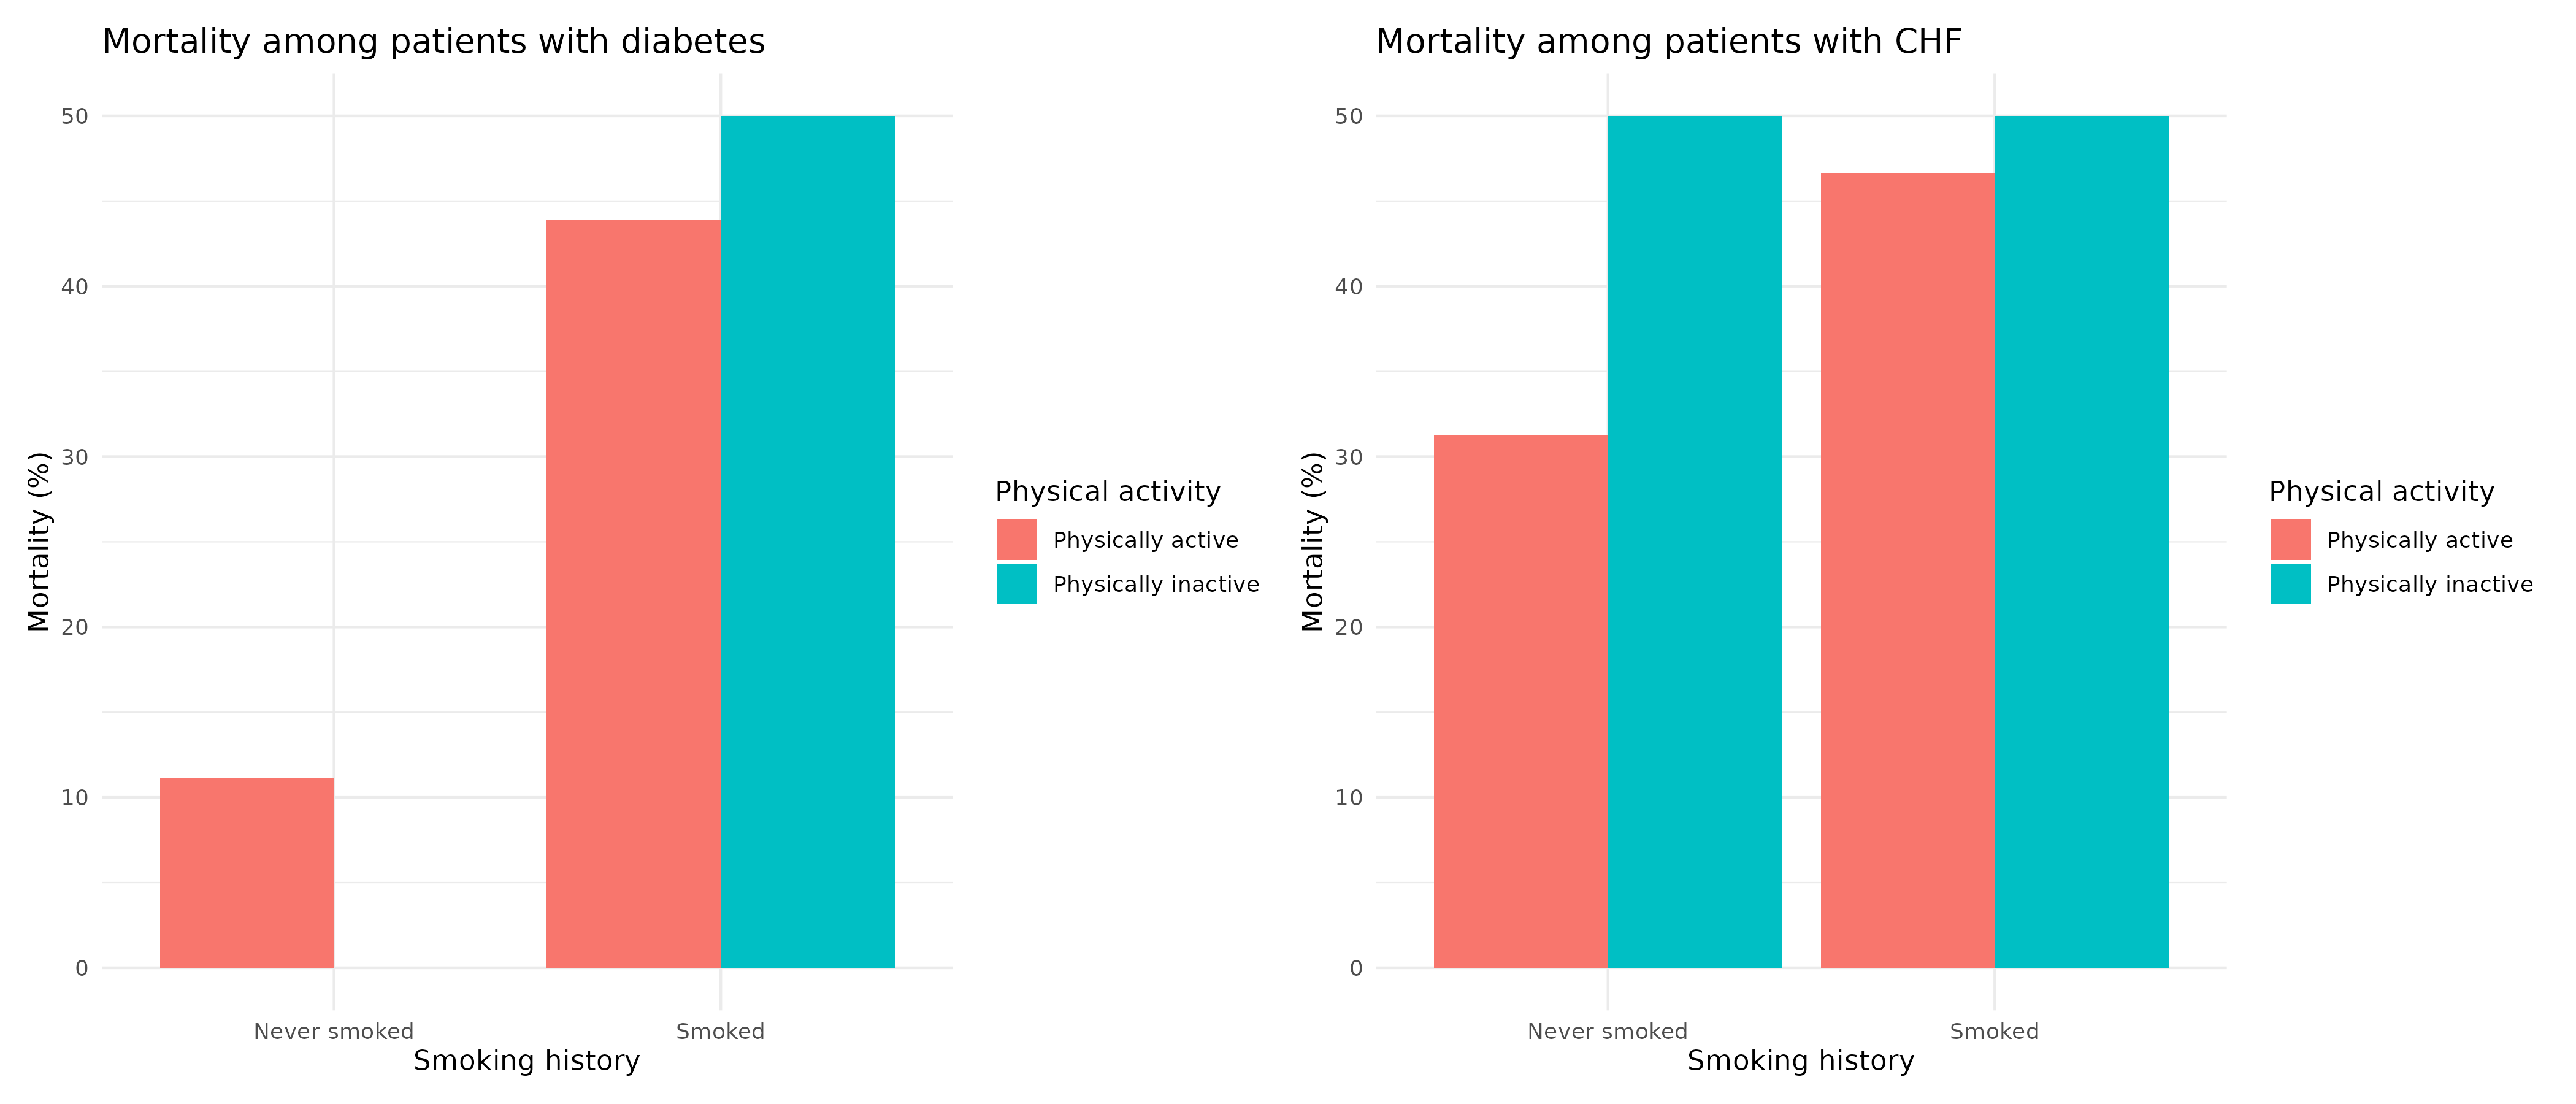 Mortality among patients with diabetes
Mortality (%)
50
40
30
20
10
0
Never smoked
Smoked
Smoking history
Physical activity
Physically active
Physically inactive
Mortality among patients with CHF
Mortality (%)
50
40
30
20
10
0
Never smoked
Smoked
Smoking history
Physical activity
Physically active
Physically inactive